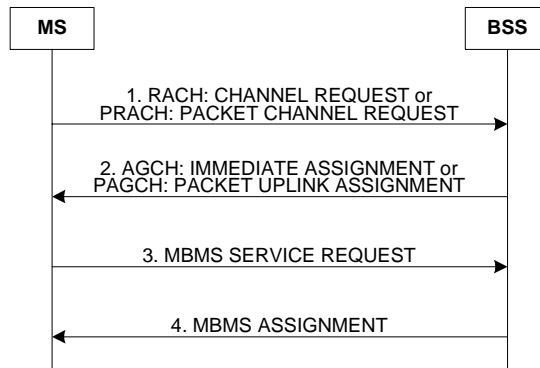 MS
BSS
1. RACH: CHANNEL REQUEST or
PRACH: PACKET CHANNEL REQUEST
2. AGCH: IMMEDIATE ASSIGNMENT or
PAGCH: PACKET UPLINK ASSIGNMENT
3. MBMS SERVICE REQUEST
4. MBMS ASSIGNMENT